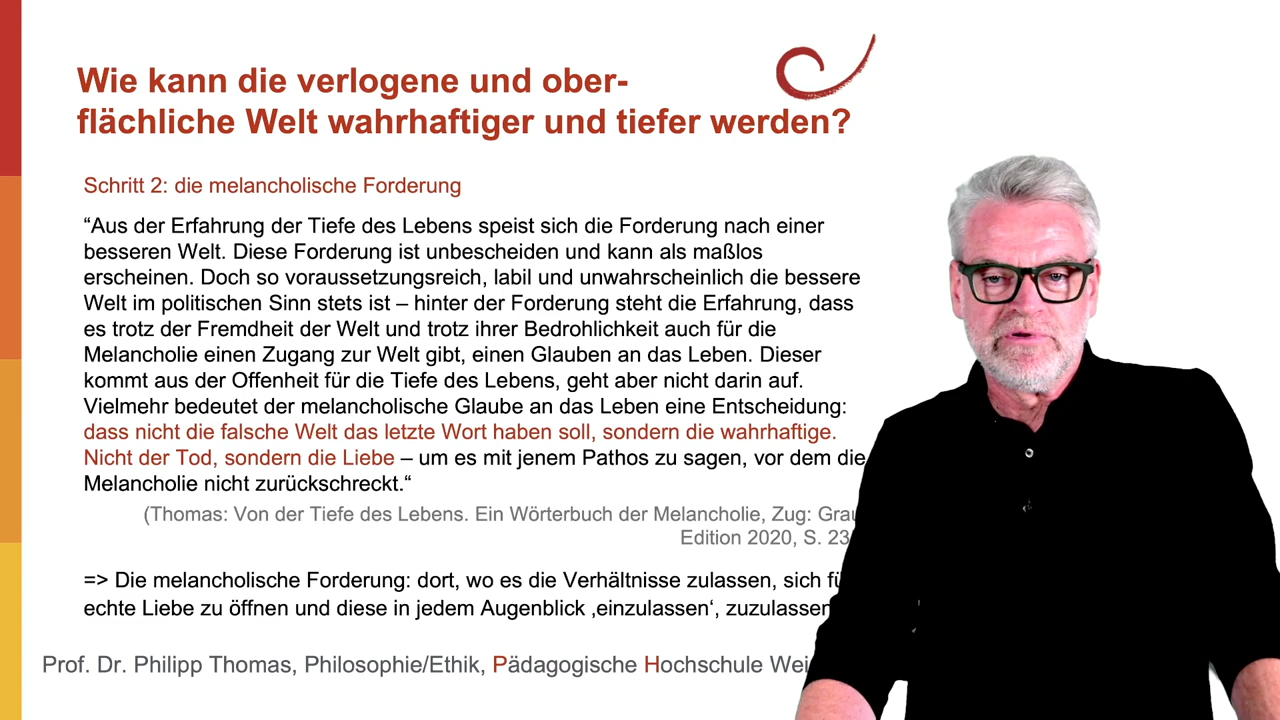 Wie kann die verlogene und ober-
flächliche Welt wahrhaftiger und tiefer werden?
Schritt 2: die melancholische Forderung
“Aus der Erfahrung der Tiefe des Lebens speist sich die Forderung nach einer
besseren Welt. Diese Forderung ist unbescheiden und kann als maßlos
erscheinen. Doch so voraussetzungsreich, labil und unwahrscheinlich die bessere
Welt im politischen Sinn stets ist – hinter der Forderung steht die Erfahrung, dass
es trotz der Fremdheit der Welt und trotz ihrer Bedrohlichkeit auch für die
Melancholie einen Zugang zur Welt gibt, einen Glauben an das Leben. Dieser
kommt aus der Offenheit für die Tiefe des Lebens, geht aber nicht darin auf.
Vielmehr bedeutet der melancholische Glaube an das Leben eine Entscheidung:
dass nicht die falsche Welt das letzte Wort haben soll, sondern die wahrhaftige.
Nicht der Tod, sondern die Liebe – um es mit jenem Pathos zu sagen, vor dem die
Melancholie nicht zurückschreckt.“
(Thomas: Von der Tiefe des Lebens. Ein Wörterbuch der Melancholie, Zug:
Edition 2020, S.
=> Die melancholische Forderung: dort, wo es die Verhältnisse zulassen, sich
echte Liebe zu öffnen und diese in jedem Augenblick ‚einzulassen‘, zuzulassen
Prof. Dr. Philipp Thomas, Philosophie/Ethik, Pädagogische Hochschule